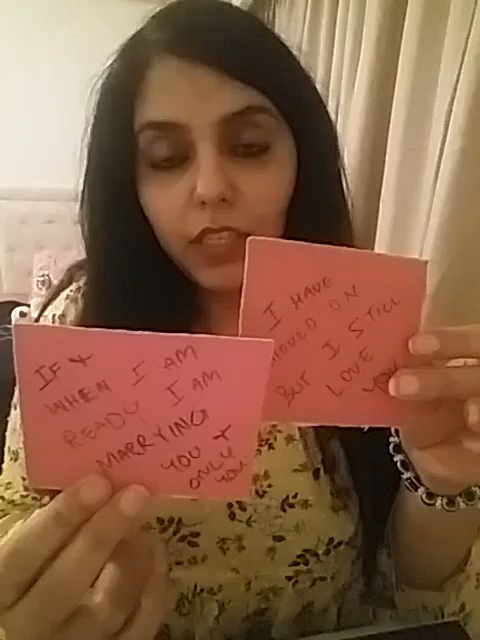 IF +
WHEN I AM
READY I AM
MARRYING
YOU +
ONLY
YOU
I HAVE
MOVED ON
BUT I STILL
LOVE
YOU